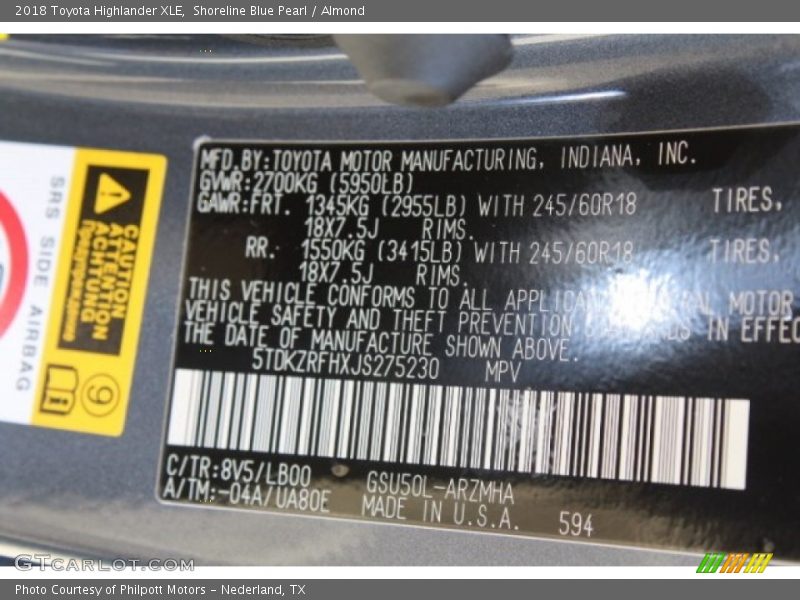 2018 Toyota Highlander XLE, Shoreline Blue Pearl / Almond
MFD.BY:TOYOTA MOTOR MANUFACTURING, INDIANA, INC.
GVWR:2700KG (5950LB)
GAWR:FRT. 1345KG (2955LB) WITH 245/60R18 TIRES,
18X7.5J RIMS.
RR. 1550KG (3415LB) WITH 245/60R18 TIRES,
18X7.5J RIMS.
THIS VEHICLE CONFORMS TO ALL MOTOR
VEHICLE SAFETY AND THEFT PREVENTION IN
THE DATE OF MANUFACTURE SHOWN ABOVE.
5TDKZRFHXJS275230 MPV
C/TR:8V5/LB00 GSU50L-ARZMHA
A/TM:-04A/UA80E MADE IN U.S.A. 594
SRS SIDE AIRBAG
CAUTION
ATTENTION
ACHTUNG
Предупреждение
GTCARLOT.COM
Photo Courtesy of Philpott Motors - Nederland, TX